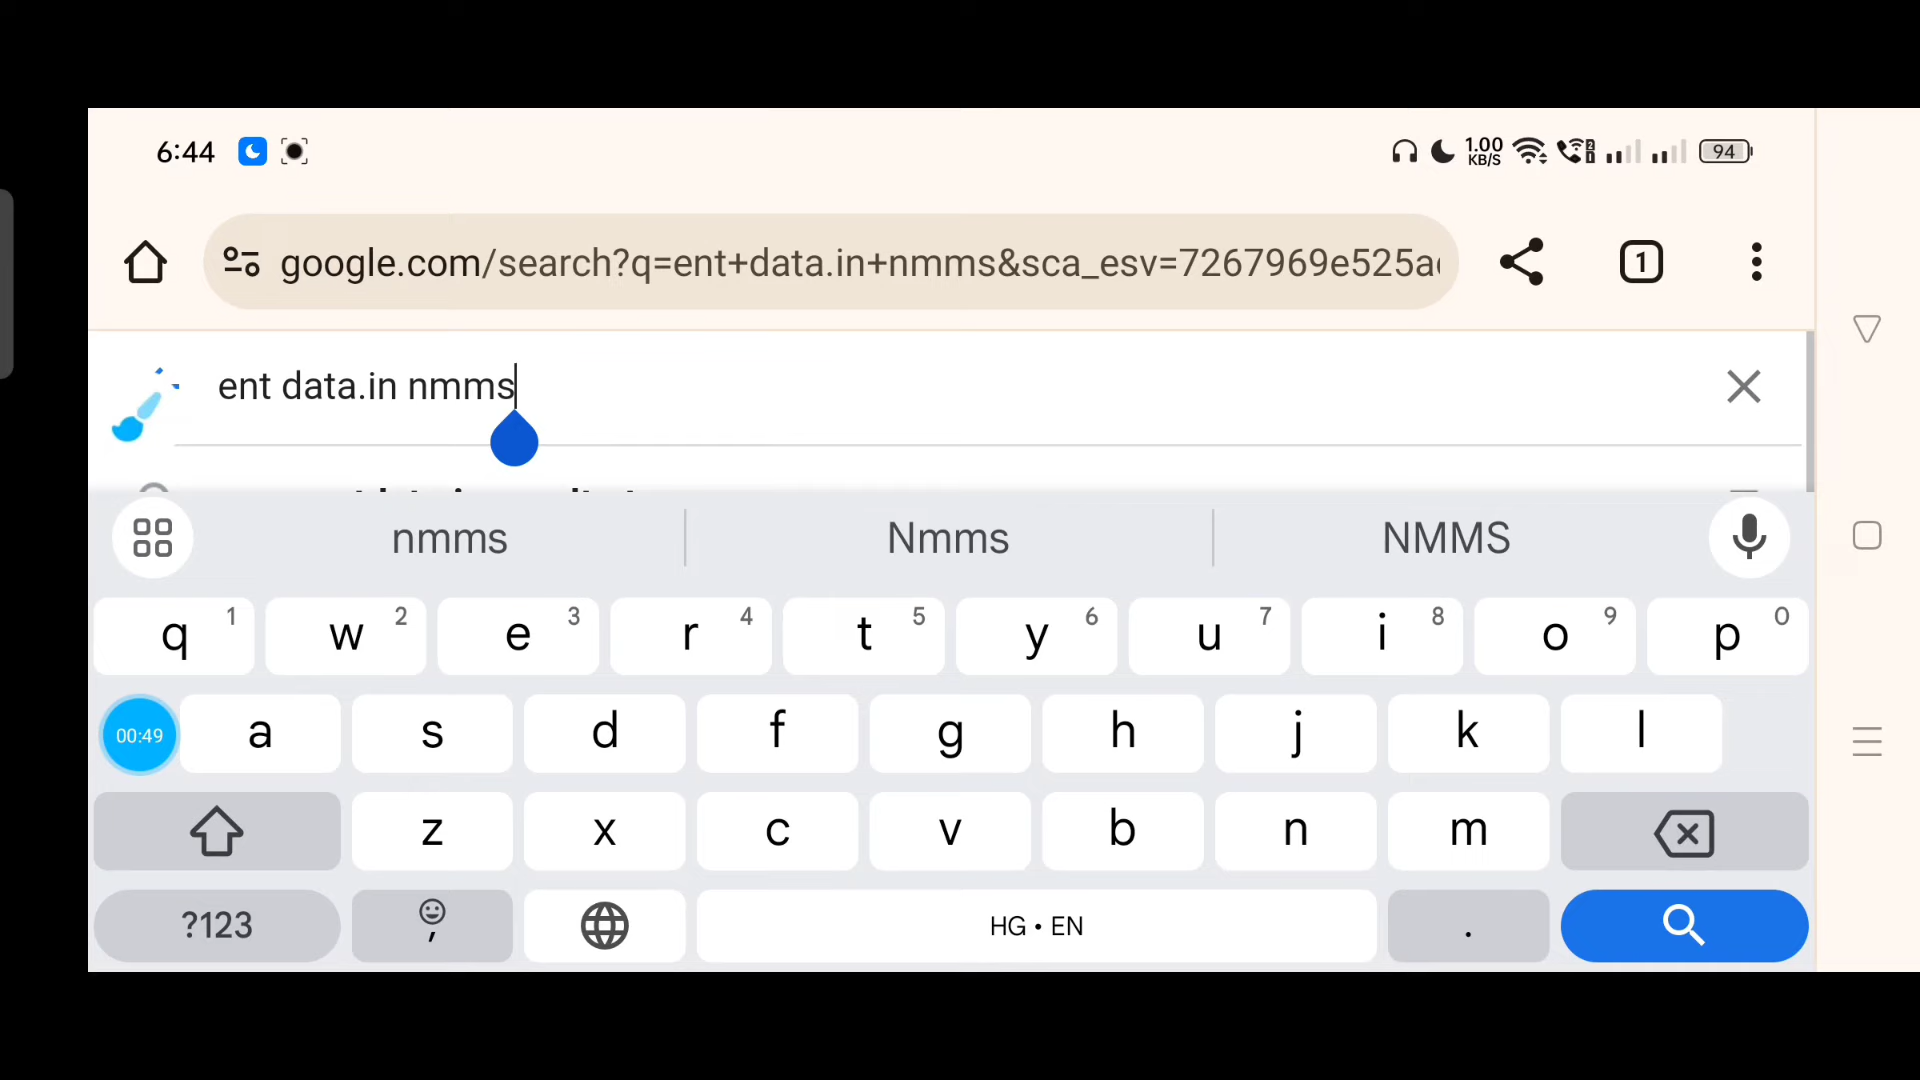 6:44 1.00 KB/S 2 1 94
google.com/search?q=ent+data.in+nmms&sca_esv=7267969e525a 1
ent data.in nmms
nmms Nmms NMMS
q 1 w 2 e 3 r 4 t 5 y 6 u 7 i 8 o 9 p 0
00:49 a s d f g h j k l
z x c v b n m
?123 , HG • EN .